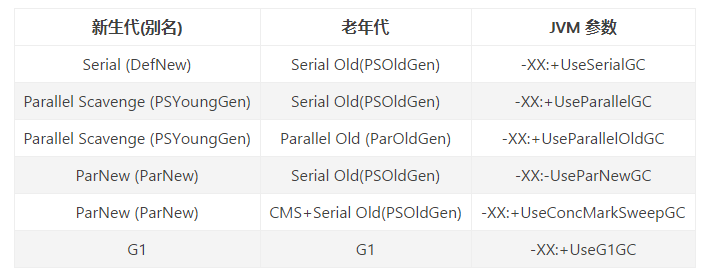 新生代(别名) 老年代 JVM 参数
Serial (DefNew) Serial Old(PSOldGen) -XX:+UseSerialGC
Parallel Scavenge (PSYoungGen) Serial Old(PSOldGen) -XX:+UseParallelGC
Parallel Scavenge (PSYoungGen) Parallel Old (ParOldGen) -XX:+UseParallelOldGC
ParNew (ParNew) Serial Old(PSOldGen) -XX:-UseParNewGC
ParNew (ParNew) CMS+Serial Old(PSOldGen) -XX:+UseConcMarkSweepGC
G1 G1 -XX:+UseG1GC